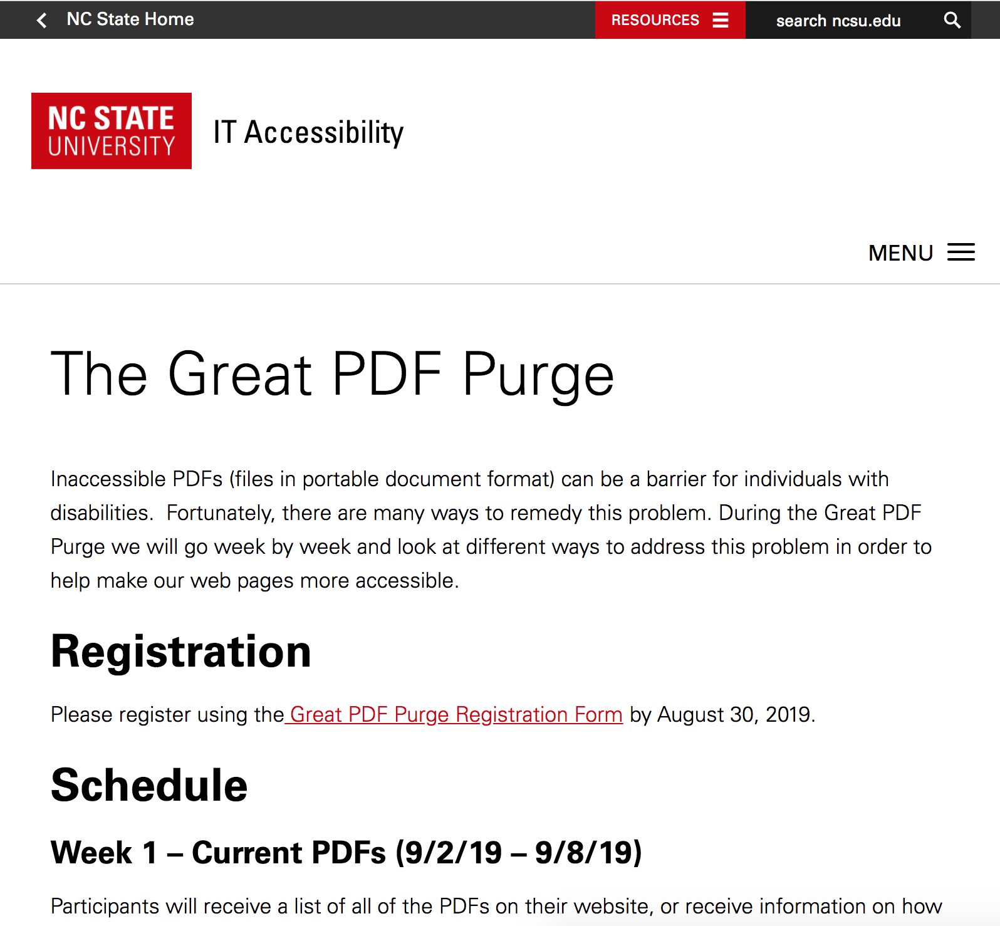 NC State Home
RESOURCES
search ncsu.edu
NC STATE
UNIVERSITY
IT Accessibility
MENU
The Great PDF Purge
Inaccessible PDFs (files in portable document format) can be a barrier for individuals with
disabilities.  Fortunately, there are many ways to remedy this problem. During the Great PDF
Purge we will go week by week and look at different ways to address this problem in order to
help make our web pages more accessible.
Registration
Please register using the Great PDF Purge Registration Form by August 30, 2019.
Schedule
Week 1 – Current PDFs (9/2/19 – 9/8/19)
Participants will receive a list of all of the PDFs on their website, or receive information on how